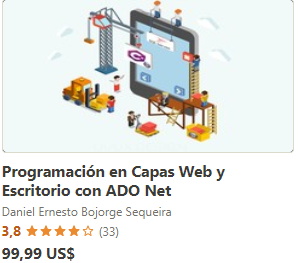 Programación en Capas Web y
Escritorio con ADO Net
Daniel Ernesto Bojorge Sequeira
3,8 (33)
99,99 US$